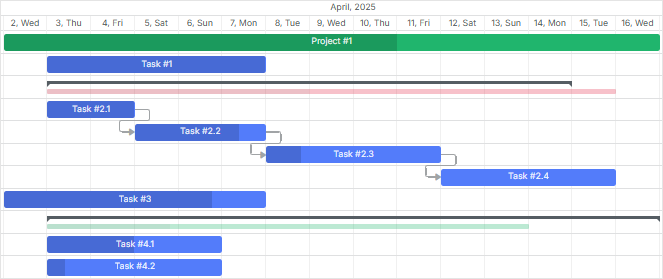 April, 2025
2, Wed 3, Thu 4, Fri 5, Sat 6, Sun 7, Mon 8, Tue 9, Wed 10, Thu 11, Fri 12, Sat 13, Sun 14, Mon 15, Tue 16, Wed
Project #1
Task #1
Task #2.1
Task #2.2
Task #2.3
Task #2.4
Task #3
Task #4.1
Task #4.2